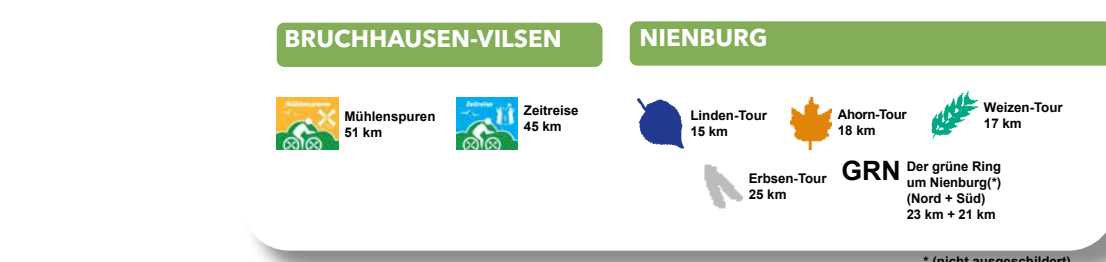 BRUCHHAUSEN-VILSEN
NIENBURG
Mühlenspuren
Mühlenspuren
51 km
Zeitreise
Zeitreise
45 km
Linden-Tour
15 km
Ahorn-Tour
18 km
Weizen-Tour
17 km
Erbsen-Tour
25 km
GRN
Der grüne Ring
um Nienburg(*)
(Nord + Süd)
23 km + 21 km
* (nicht ausgeschildert)